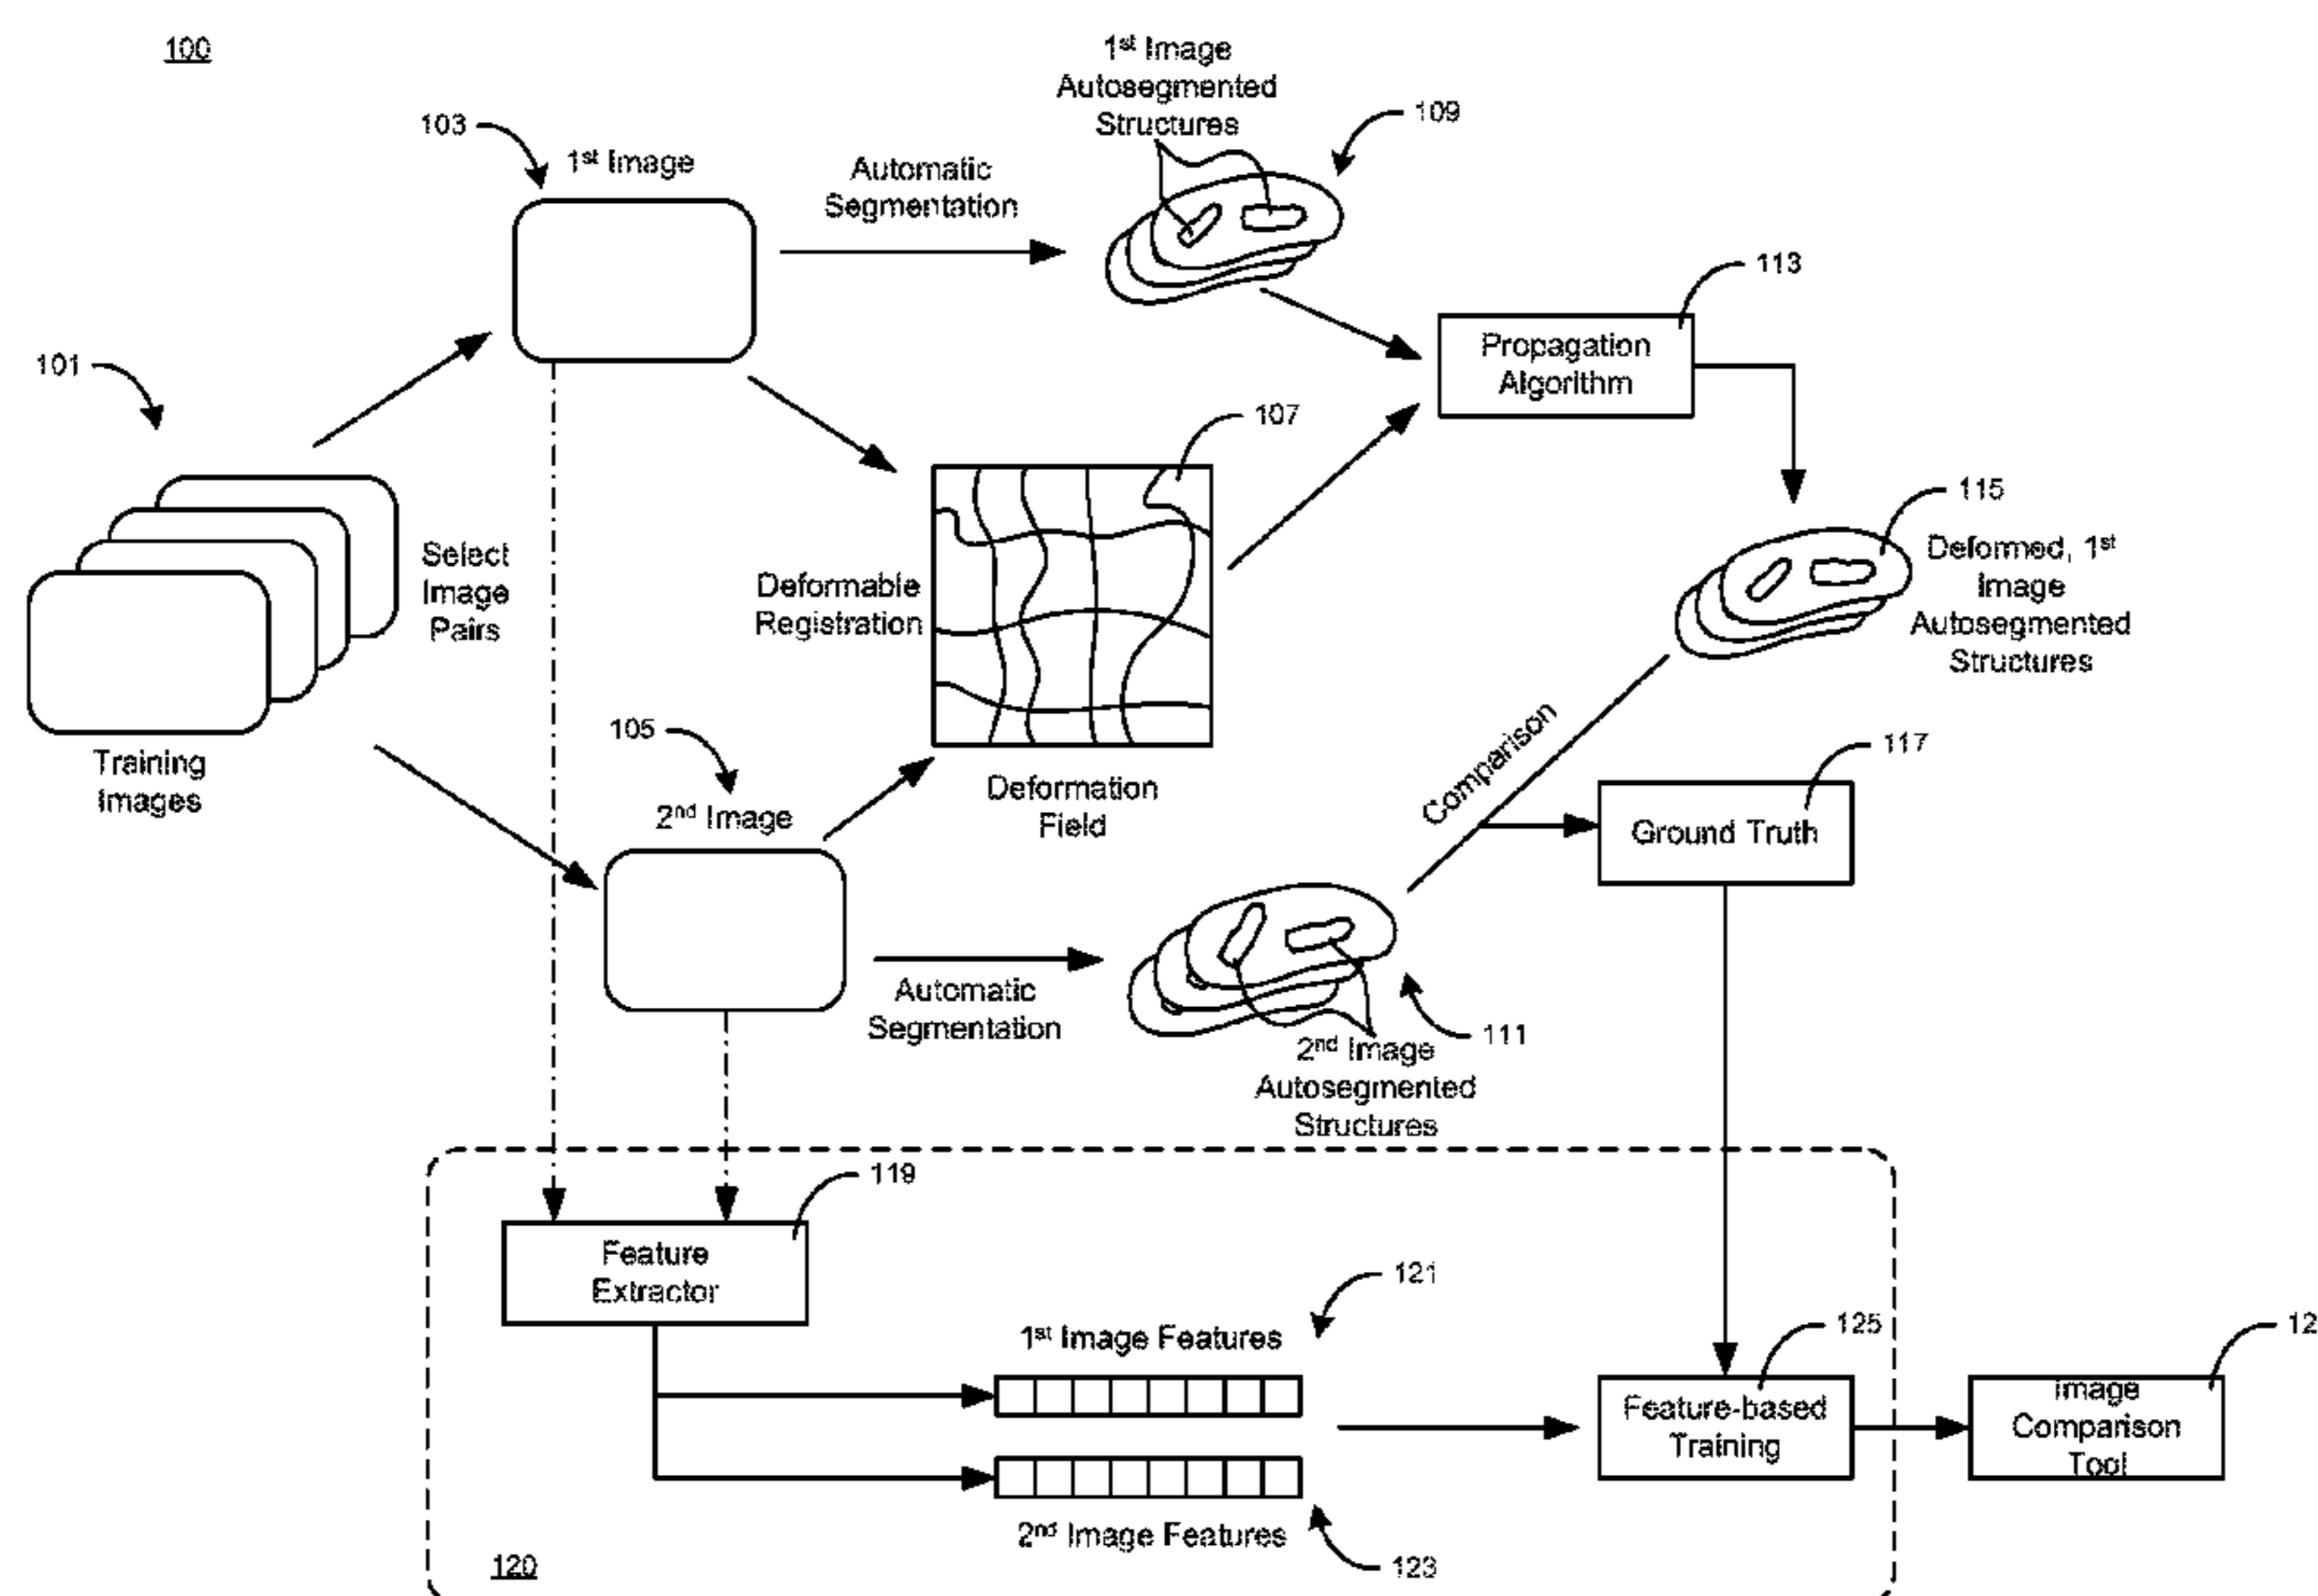 100
1st Image
Autosegmented
Structures
109
103
1st Image
Automatic
Segmentation
113
Propagation
Algorithm
101
107
Select
Image
Pairs
Deformable
Registration
115
Deformed, 1st
Image
Autosegmented
Structures
Training
Images
105
2nd Image
Deformation
Field
Comparison
117
Ground Truth
Automatic
Segmentation
111
2nd Image
Autosegmented
Structures
119
Feature
Extractor
121
1st Image Features
125
12
Feature-based
Training
Image
Comparison
Tool
2nd Image Features
123
120